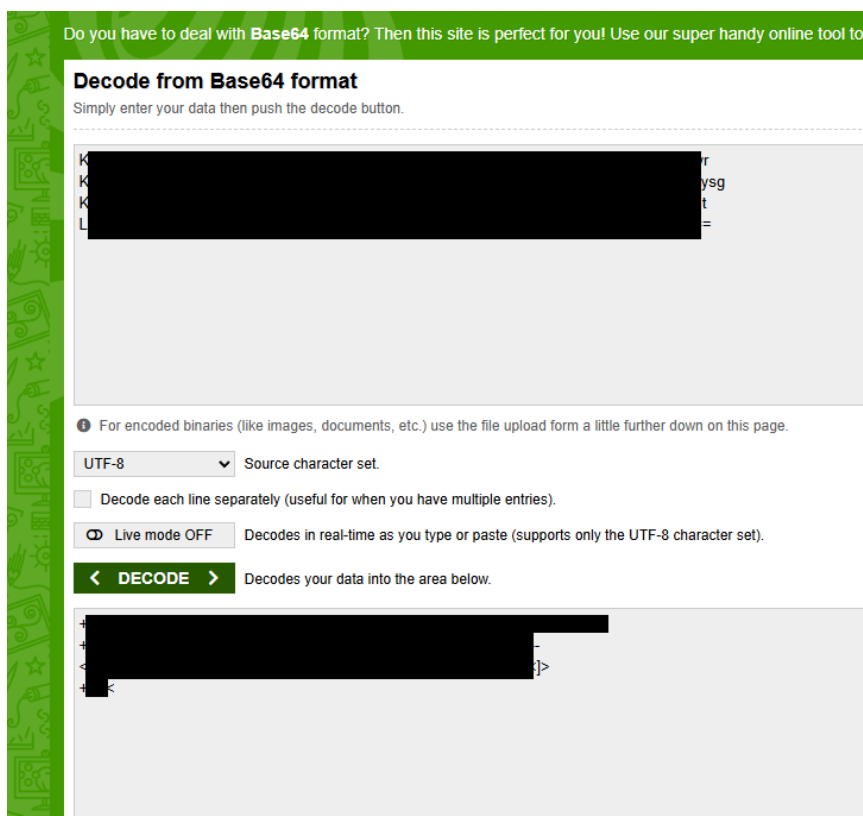 Do you have to deal with Base64 format? Then this site is perfect for you! Use our super handy online tool to
Decode from Base64 format
Simply enter your data then push the decode button.
K r
K ysg
K t
L =
For encoded binaries (like images, documents, etc.) use the file upload form a little further down on this page.
UTF-8 Source character set.
Decode each line separately (useful for when you have multiple entries).
Live mode OFF Decodes in real-time as you type or paste (supports only the UTF-8 character set).
< DECODE > Decodes your data into the area below.
+
+ -
< ]>
+ <